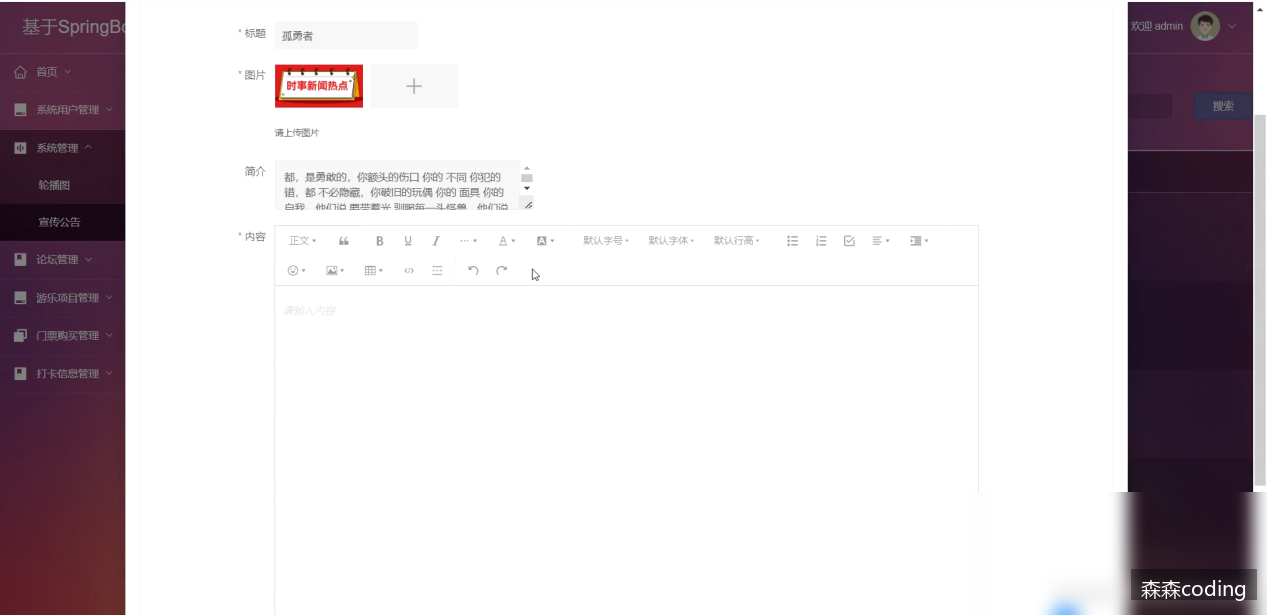 基于SpringBo
欢迎 admin
首页
系统用户管理
系统管理
轮播图
宣传公告
论坛管理
游乐项目管理
门票购买管理
打卡信息管理
搜索
* 标题
孤勇者
* 图片
时事新闻热点
请上传图片
简介
都，是勇敢的，你额头的伤口 你的 不同 你犯的
错，都 不必隐藏，你破旧的玩偶 你的 面具 你的
自我，他们说 要带着光 驯服每一头怪兽，他们说
* 内容
正文
B U I ... A A 默认字号 默认字体 默认行高
请输入内容
森森coding